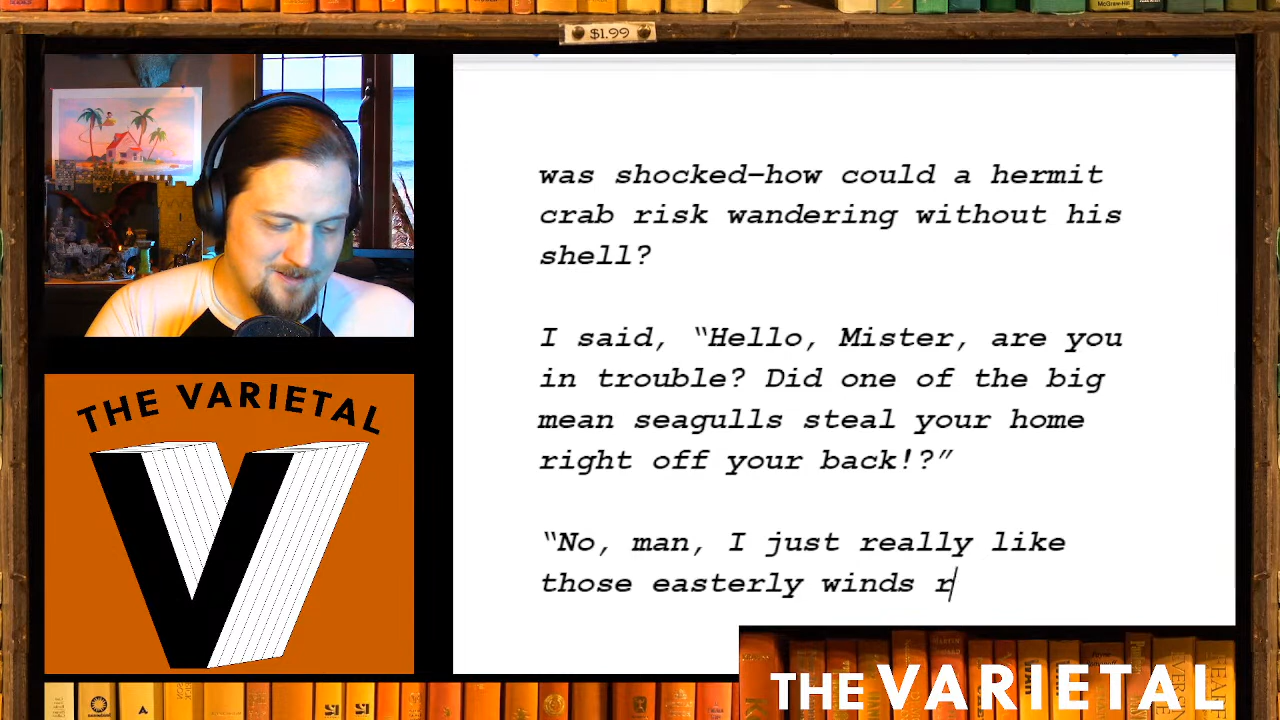 McGraw-Hill
$1.99
was shocked—how could a hermit
crab risk wandering without his
shell?
I said, “Hello, Mister, are you
in trouble? Did one of the big
mean seagulls steal your home
right off your back!?”
“No, man, I just really like
those easterly winds r
THE VARIETAL
V
THE VARIETAL